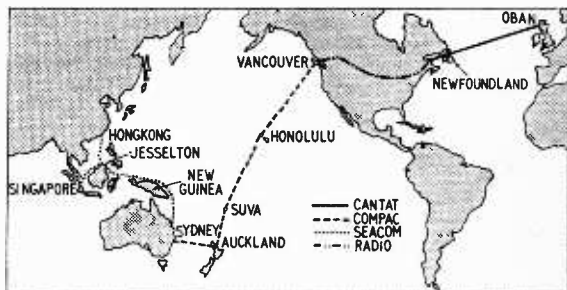 OBAN
VANCOUVER
NEWFOUNDLAND
HONGKONG
JESSELTON
HONOLULU
SINGAPORE
NEW
GUINEA
SUVA
SYDNEY
AUCKLAND
CANTAT
COMPAC
SEACOM
RADIO